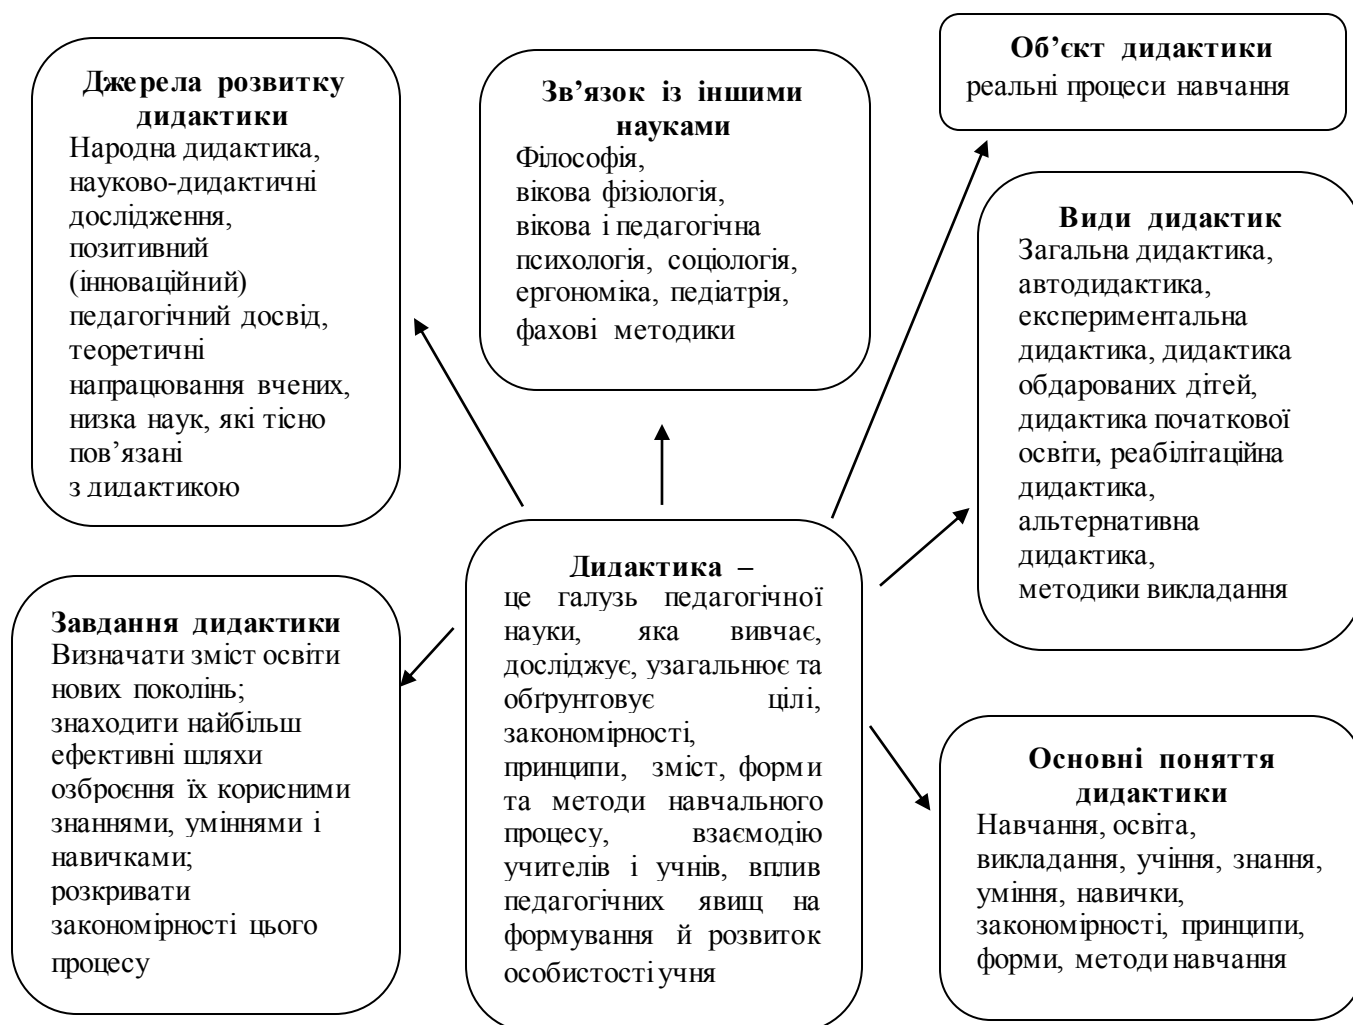 Джерела розвитку
дидактики
Народна дидактика,
науково-дидактичні
дослідження,
позитивний
(інноваційний)
педагогічний досвід,
теоретичні
напрацювання вчених,
низка наук, які тісно
пов’язані
з дидактикою
Зв’язок із іншими
науками
Філософія,
вікова фізіологія,
вікова і педагогічна
психологія, соціологія,
ергономіка, педіатрія,
фахові методики
Об’єкт дидактики
реальні процеси навчання
Види дидактик
Загальна дидактика,
автодидактика,
експериментальна
дидактика, дидактика
обдарованих дітей,
дидактика початкової
освіти, реабілітаційна
дидактика,
альтернативна
дидактика,
методики викладання
Завдання дидактики
Визначати зміст освіти
нових поколінь;
знаходити найбільш
ефективні шляхи
озброєння їх корисними
знаннями, уміннями і
навичками;
розкривати
закономірності цього
процесу
Дидактика –
це галузь педагогічної
науки, яка вивчає,
досліджує, узагальнює та
обґрунтовує цілі,
закономірності,
принципи, зміст, форми
та методи навчального
процесу, взаємодію
учителів і учнів, вплив
педагогічних явищ на
формування й розвиток
особистості учня
Основні поняття
дидактики
Навчання, освіта,
викладання, учіння, знання,
уміння, навички,
закономірності, принципи,
форми, методи навчання